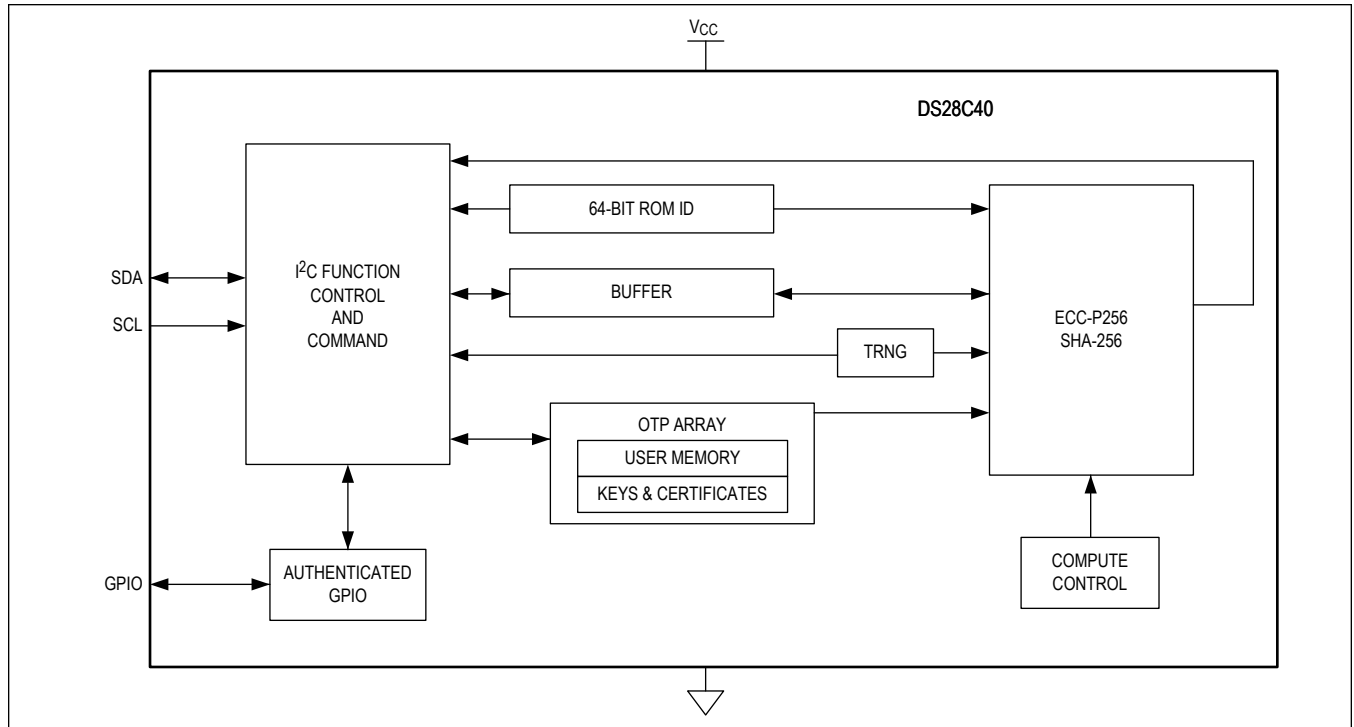 VCC
DS28C40
64-BIT ROM ID
I2C FUNCTION
CONTROL
AND
COMMAND
SDA
SCL
BUFFER
ECC-P256
SHA-256
TRNG
OTP ARRAY
USER MEMORY
KEYS & CERTIFICATES
GPIO
AUTHENTICATED
GPIO
COMPUTE
CONTROL